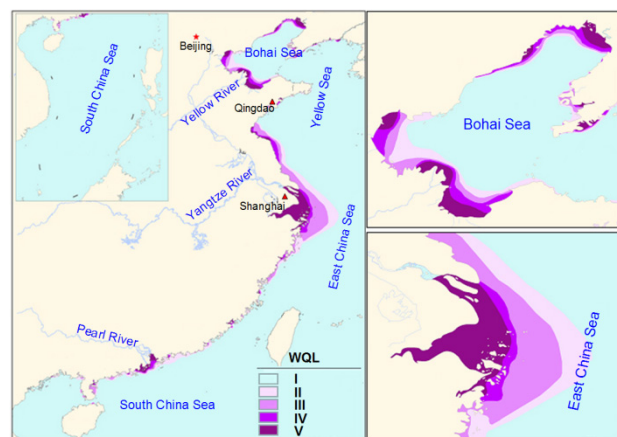 South China Sea
Beijing
Bohai Sea
Yellow River
Qingdao
Yellow Sea
Yangtze River
Shanghai
East China Sea
Pearl River
South China Sea
WQL
I
II
III
IV
V
Bohai Sea
East China Sea